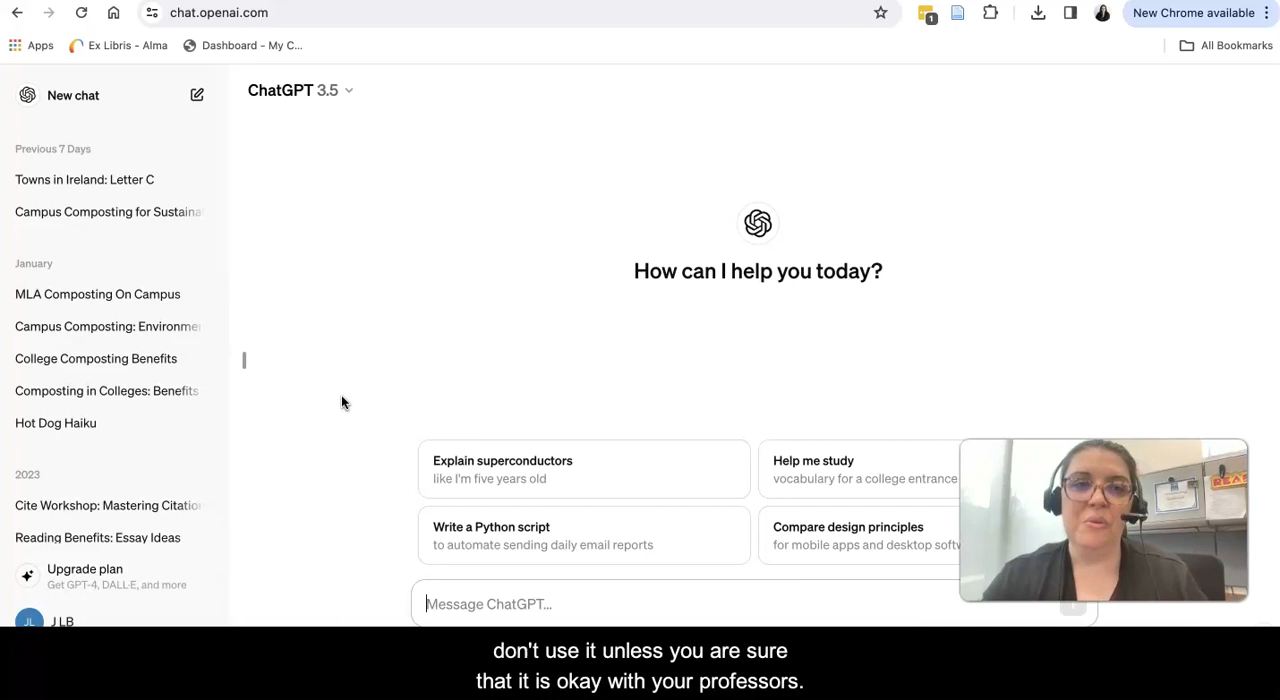 chat.openai.com
1
New Chrome available
Apps
Ex Libris - Alma
Dashboard - My C...
All Bookmarks
New chat
ChatGPT 3.5
Previous 7 Days
Towns in Ireland: Letter C
Campus Composting for Sustaina
January
MLA Composting On Campus
Campus Composting: Environme
College Composting Benefits
Composting in Colleges: Benefits
Hot Dog Haiku
2023
Cite Workshop: Mastering Citatio
Reading Benefits: Essay Ideas
Upgrade plan
Get GPT-4, DALL·E, and more
JL
J LB
How can I help you today?
Explain superconductors
like I'm five years old
Help me study
vocabulary for a college entrance
Write a Python script
to automate sending daily email reports
Compare design principles
for mobile apps and desktop softw
READ
Message ChatGPT...
don't use it unless you are sure
that it is okay with your professors.